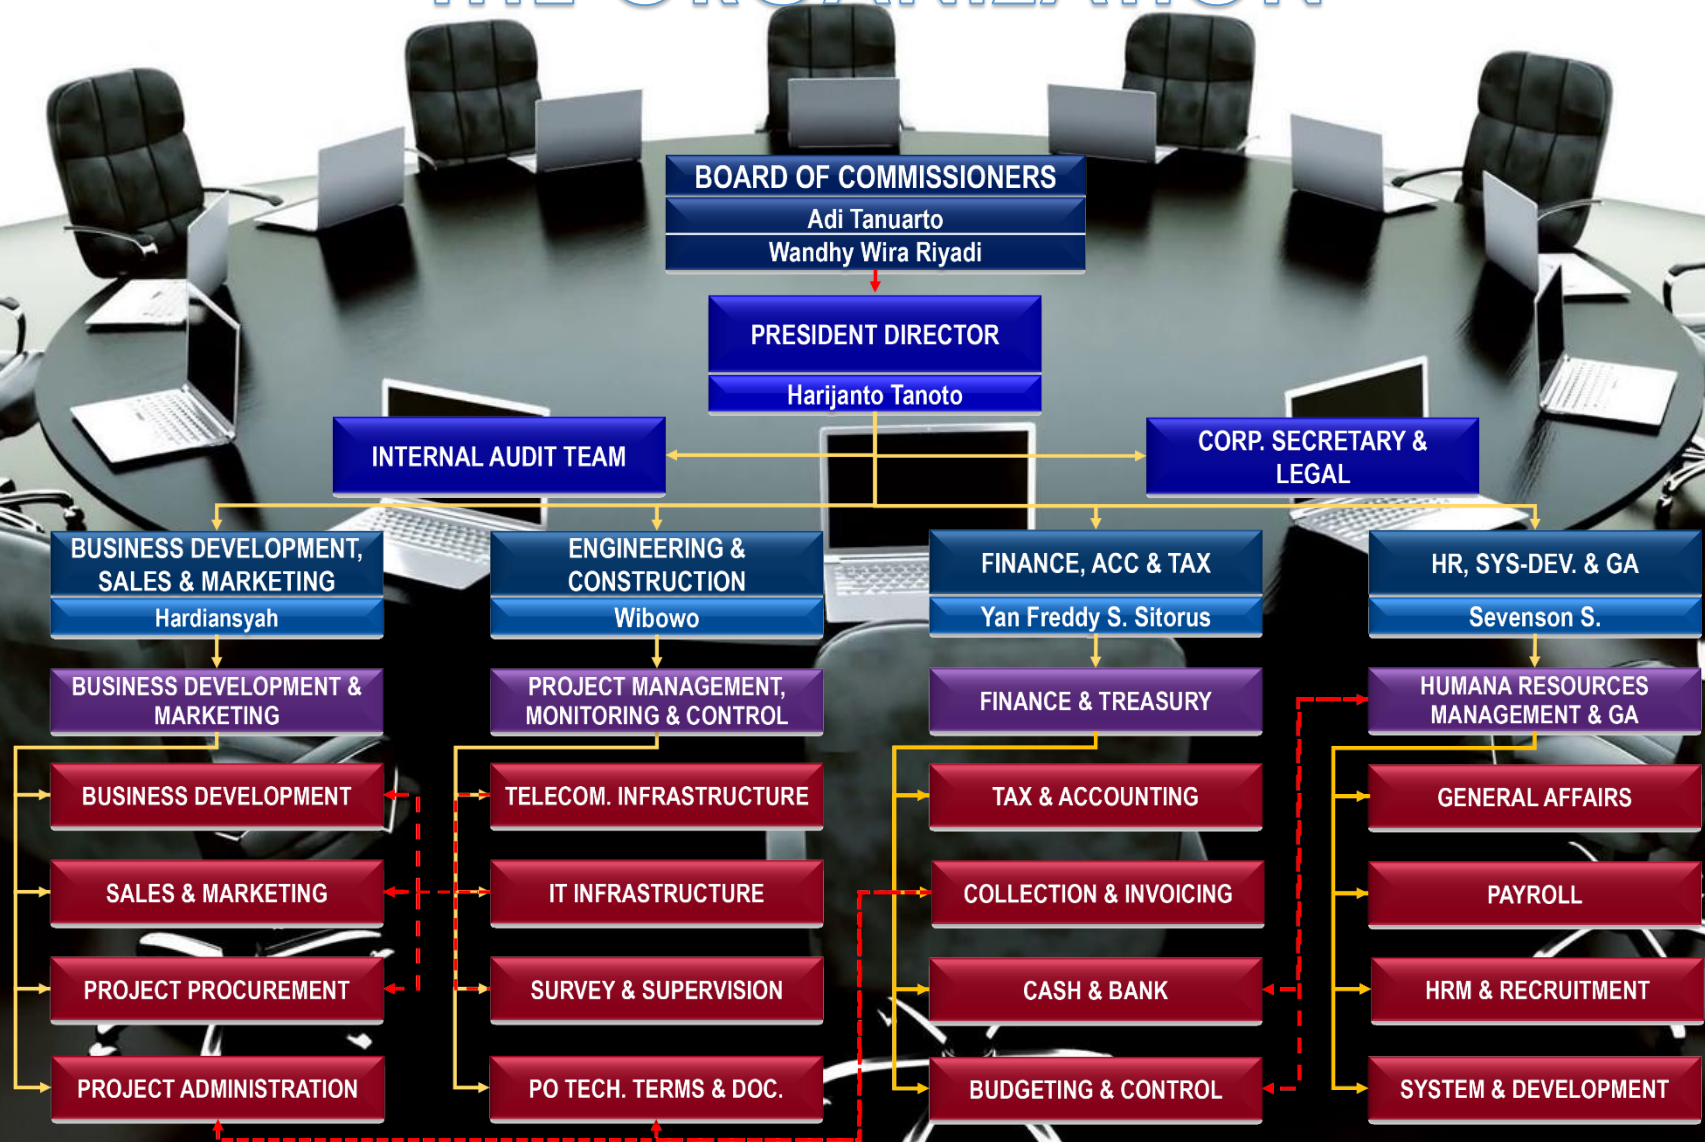 THE ORGANIZATION
BOARD OF COMMISSIONERS
Adi Tanuarto
Wandhy Wira Riyadi
PRESIDENT DIRECTOR
Harijanto Tanoto
INTERNAL AUDIT TEAM
CORP. SECRETARY &
LEGAL
BUSINESS DEVELOPMENT,
SALES & MARKETING
Hardiansyah
ENGINEERING &
CONSTRUCTION
Wibowo
FINANCE, ACC & TAX
Yan Freddy S. Sitorus
HR, SYS-DEV. & GA
Sevenson S.
BUSINESS DEVELOPMENT &
MARKETING
PROJECT MANAGEMENT,
MONITORING & CONTROL
FINANCE & TREASURY
HUMANA RESOURCES
MANAGEMENT & GA
BUSINESS DEVELOPMENT
TELECOM. INFRASTRUCTURE
TAX & ACCOUNTING
GENERAL AFFAIRS
SALES & MARKETING
IT INFRASTRUCTURE
COLLECTION & INVOICING
PAYROLL
PROJECT PROCUREMENT
SURVEY & SUPERVISION
CASH & BANK
HRM & RECRUITMENT
PROJECT ADMINISTRATION
PO TECH. TERMS & DOC.
BUDGETING & CONTROL
SYSTEM & DEVELOPMENT